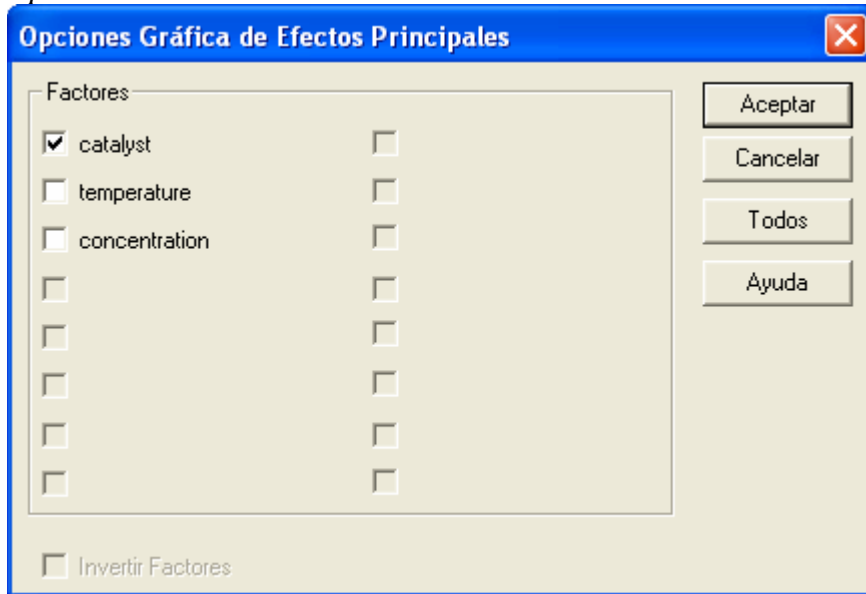 Opciones Gráfica de Efectos Principales
Factores
catalyst
temperature
concentration
Aceptar
Cancelar
Todos
Ayuda
Invertir Factores